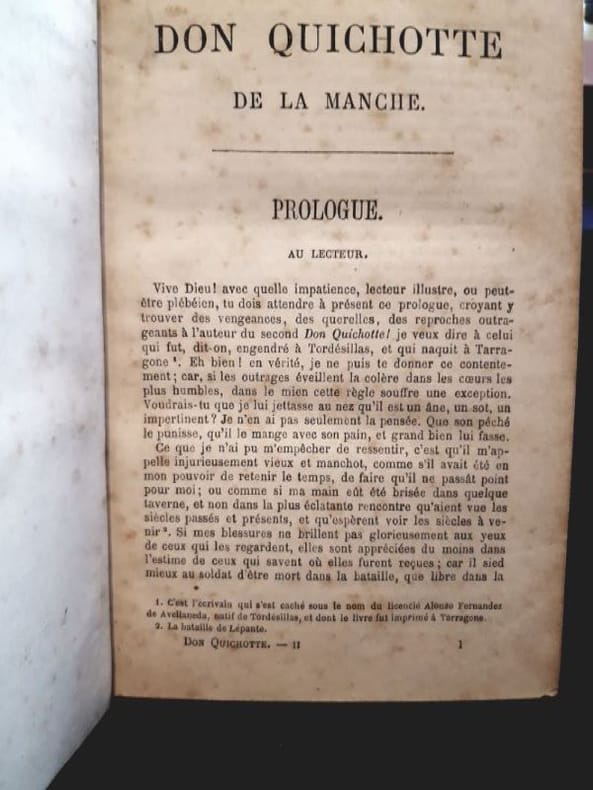 DON QUICHOTTE
DE LA MANCHE.
PROLOGUE.
AU LECTEUR.
Vive Dieu! avec quelle impatience, lecteur illustre, ou peut-
être plébéien, tu dois attendre à présent ce prologue, croyant y
trouver des vengeances, des querelles, des reproches outra-
geants à l'auteur du second Don Quichotte! je veux dire à celui
qui fut, dit-on, engendré à Tordésillas, et qui naquit à Tarra-
gone ¹. Eh bien! en vérité, je ne puis te donner ce contente-
ment; car, si les outrages éveillent la colère dans les cœurs les
plus humbles, dans le mien cette règle souffre une exception.
Voudrais-tu que je lui jettasse au nez qu'il est un âne, un sot, un
impertinent? Je n'en ai pas seulement la pensée. Que son péché
le punisse, qu'il le mange avec son pain, et grand bien lui fasse.
Ce que je n'ai pu m'empêcher de ressentir, c'est qu'il m'ap-
pelle injurieusement vieux et manchot, comme s'il avait été en
mon pouvoir de retenir le temps, de faire qu'il ne passât point
pour moi; ou comme si ma main eût été brisée dans quelque
taverne, et non dans la plus éclatante rencontre qu'aient vue les
siècles passés et présents, et qu'espèrent voir les siècles à ve-
nir ². Si mes blessures ne brillent pas glorieusement aux yeux
de ceux qui les regardent, elles sont appréciées du moins dans
l'estime de ceux qui savent où elles furent reçues; car il sied
mieux au soldat d'être mort dans la bataille, que libre dans la
1. C'est l'écrivain qui s'est caché sous le nom du licencié Alonzo Fernandez
de Avellaneda, natif de Tordésillas, et dont le livre fut imprimé à Tarragone.
2. La bataille de Lépante.
DON QUICHOTTE. — II 1